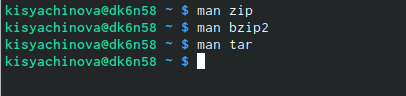 kisyachinova@dk6n58 ~ $ man zip
kisyachinova@dk6n58 ~ $ man bzip2
kisyachinova@dk6n58 ~ $ man tar
kisyachinova@dk6n58 ~ $